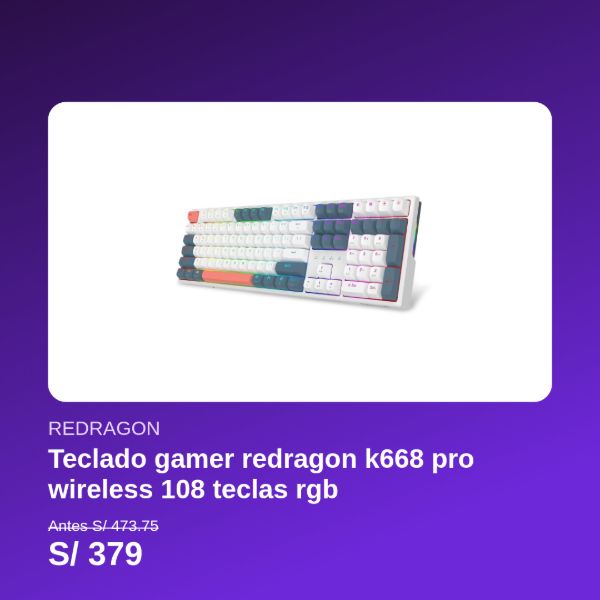 REDRAGON
Teclado gamer redragon k668 pro
wireless 108 teclas rgb
Antes S/ 473.75
S/ 379